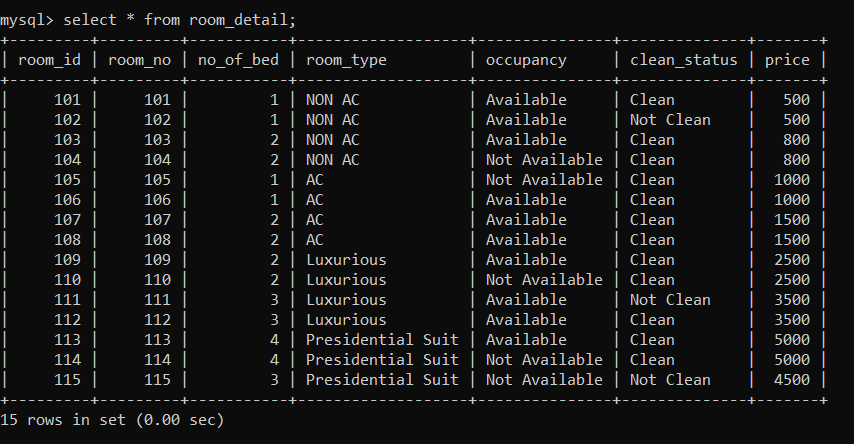 mysql> select * from room_detail;
+---------+---------+-----------+-------------------+---------------+--------------+-------+
| room_id | room_no | no_of_bed | room_type         | occupancy     | clean_status | price |
+---------+---------+-----------+-------------------+---------------+--------------+-------+
|     101 |     101 |         1 | NON AC            | Available     | Clean        |   500 |
|     102 |     102 |         1 | NON AC            | Available     | Not Clean    |   500 |
|     103 |     103 |         2 | NON AC            | Available     | Clean        |   800 |
|     104 |     104 |         2 | NON AC            | Not Available | Clean        |   800 |
|     105 |     105 |         1 | AC                | Not Available | Clean        |  1000 |
|     106 |     106 |         1 | AC                | Available     | Clean        |  1000 |
|     107 |     107 |         2 | AC                | Available     | Clean        |  1500 |
|     108 |     108 |         2 | AC                | Available     | Clean        |  1500 |
|     109 |     109 |         2 | Luxurious         | Available     | Clean        |  2500 |
|     110 |     110 |         2 | Luxurious         | Not Available | Clean        |  2500 |
|     111 |     111 |         3 | Luxurious         | Available     | Not Clean    |  3500 |
|     112 |     112 |         3 | Luxurious         | Available     | Clean        |  3500 |
|     113 |     113 |         4 | Presidential Suit | Available     | Clean        |  5000 |
|     114 |     114 |         4 | Presidential Suit | Not Available | Clean        |  5000 |
|     115 |     115 |         3 | Presidential Suit | Not Available | Not Clean    |  4500 |
+---------+---------+-----------+-------------------+---------------+--------------+-------+
15 rows in set (0.00 sec)